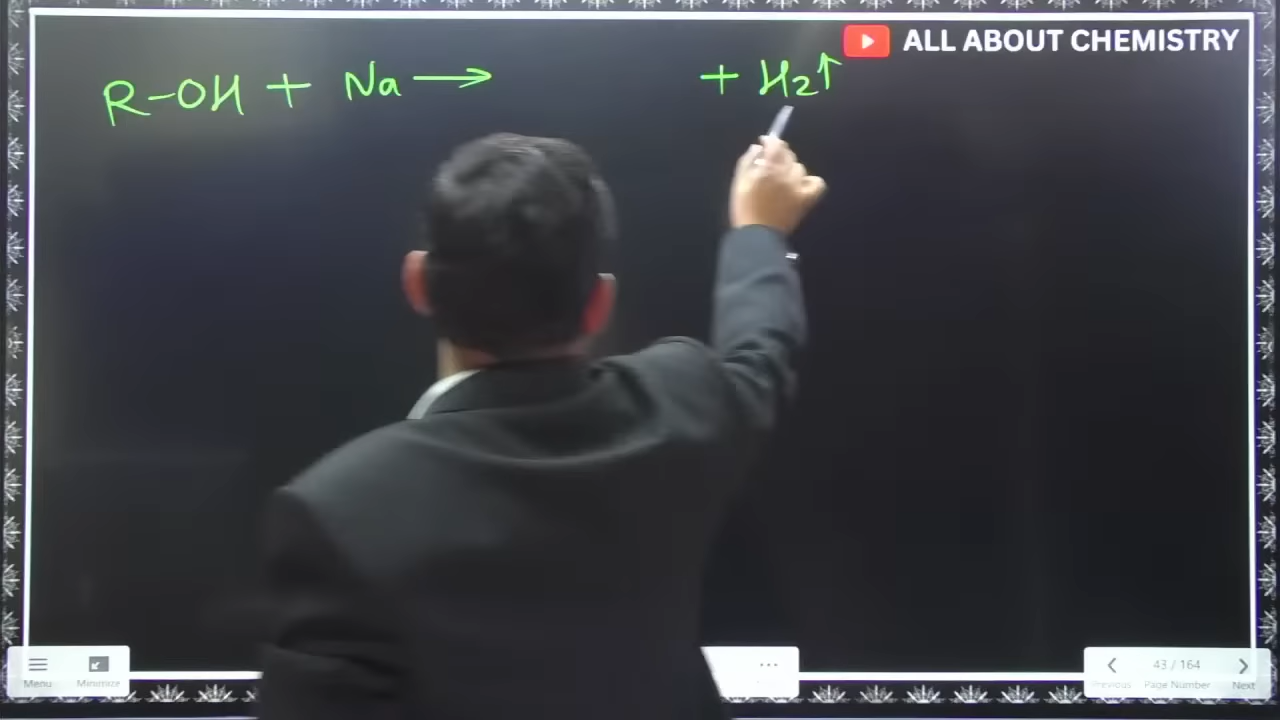 ALL ABOUT CHEMISTRY
R-OH + Na → + H2↑
Menu Minimize ... 43 / 164
Previous Page Number Next